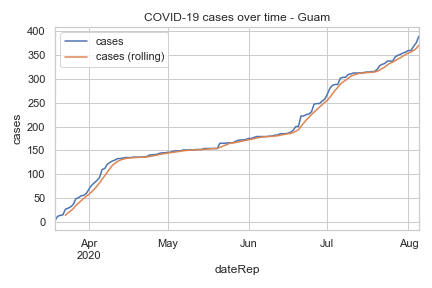 COVID-19 cases over time - Guam
cases
cases (rolling)
400
350
300
250
200
150
100
50
0
cases
Apr
2020
May
Jun
Jul
Aug
dateRep